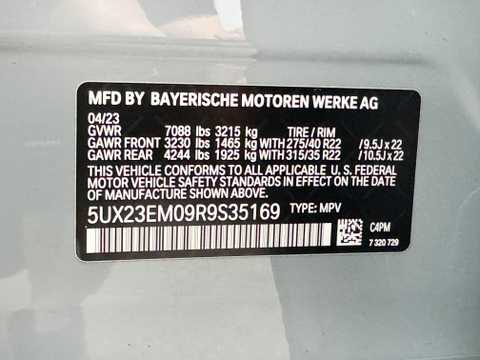 MFD BY BAYERISCHE MOTOREN WERKE AG
04/23
GVWR 7088 lbs 3215 kg TIRE / RIM
GAWR FRONT 3230 lbs 1465 kg WITH 275/40 R22 / 9.5J x 22
GAWR REAR 4244 lbs 1925 kg WITH 315/35 R22 / 10.5J x 22
THIS VEHICLE CONFORMS TO ALL APPLICABLE
U. S. FEDERAL MOTOR VEHICLE SAFETY
STANDARDS IN EFFECT ON THE DATE OF
MANUFACTURE SHOWN ABOVE.
5UX23EM09R9S35169 TYPE: MPV
C4PM
7 320 729